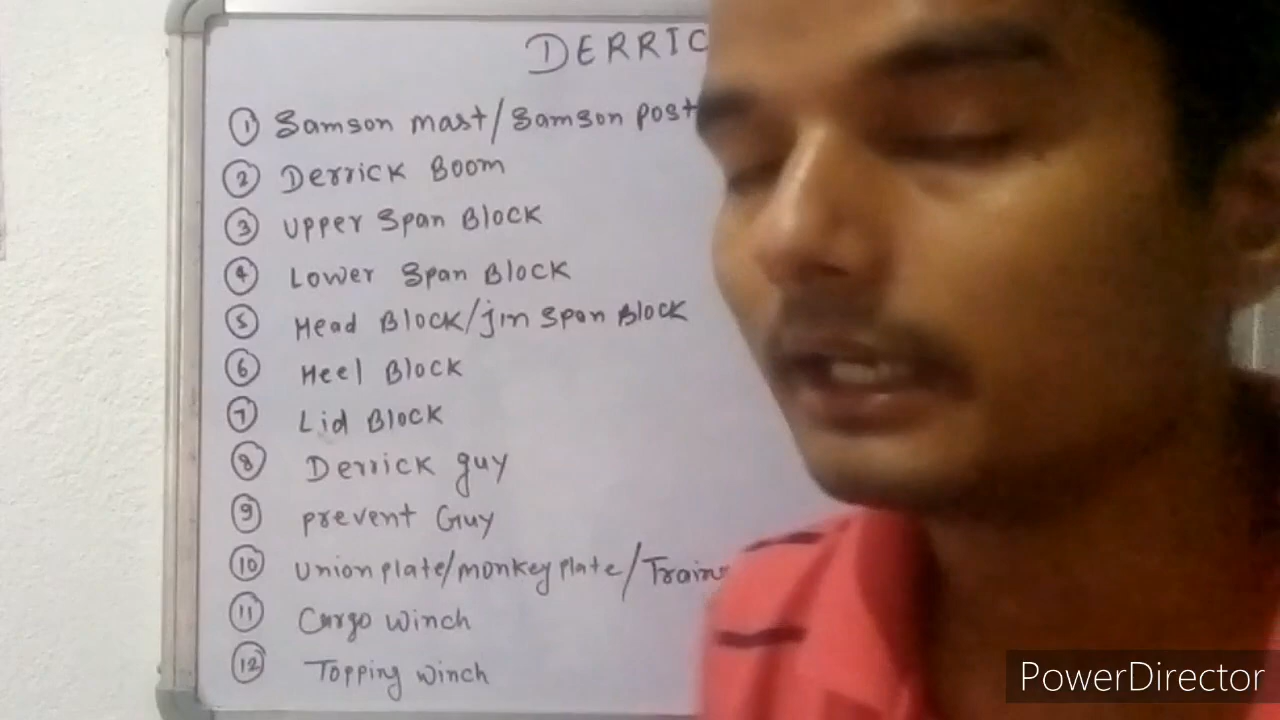 DERRIC
1 Samson mast/Samson post
2 Derrick Boom
3 Upper Span Block
4 Lower Span Block
5 Head Block/jin Span Block
6 Heel Block
7 Lid Block
8 Derrick guy
9 prevent Guy
10 union plate/monkey plate/Train
11 Cargo winch
12 Topping winch
PowerDirector